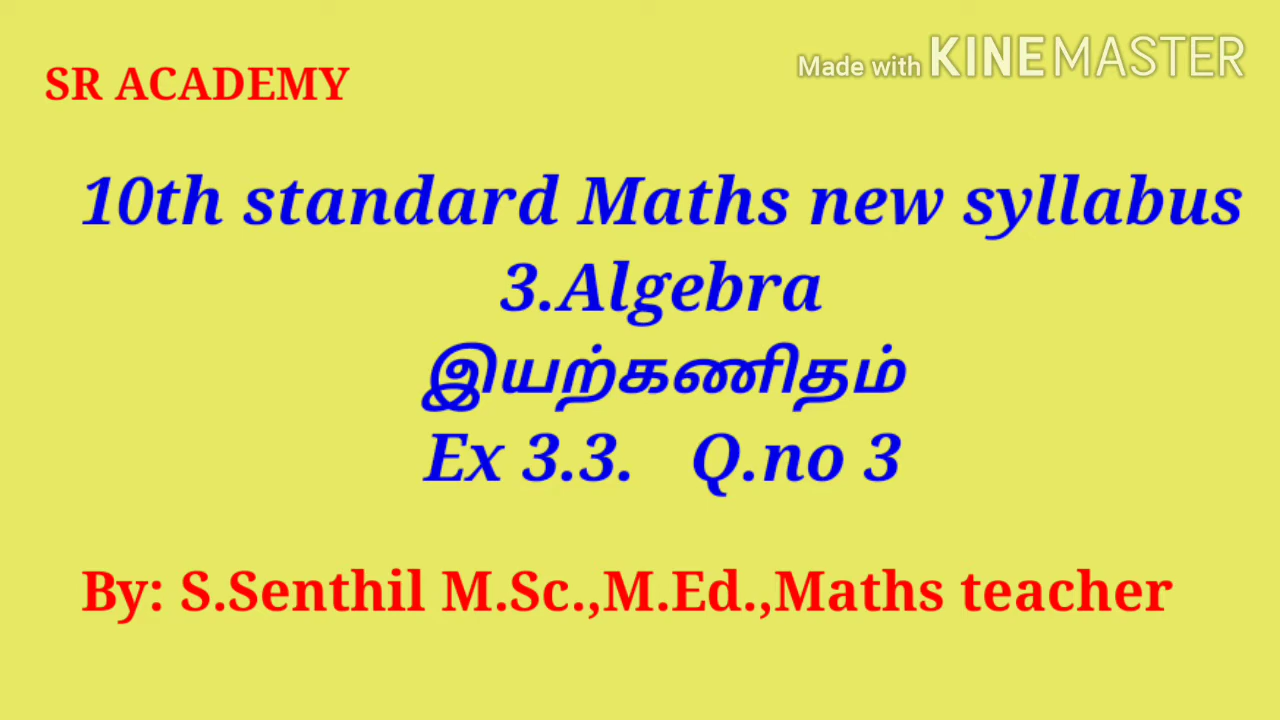 SR ACADEMY
Made with KINEMASTER
10th standard Maths new syllabus
3.Algebra
இயற்கணிதம்
Ex 3.3. Q.no 3
By: S.Senthil M.Sc.,M.Ed.,Maths teacher